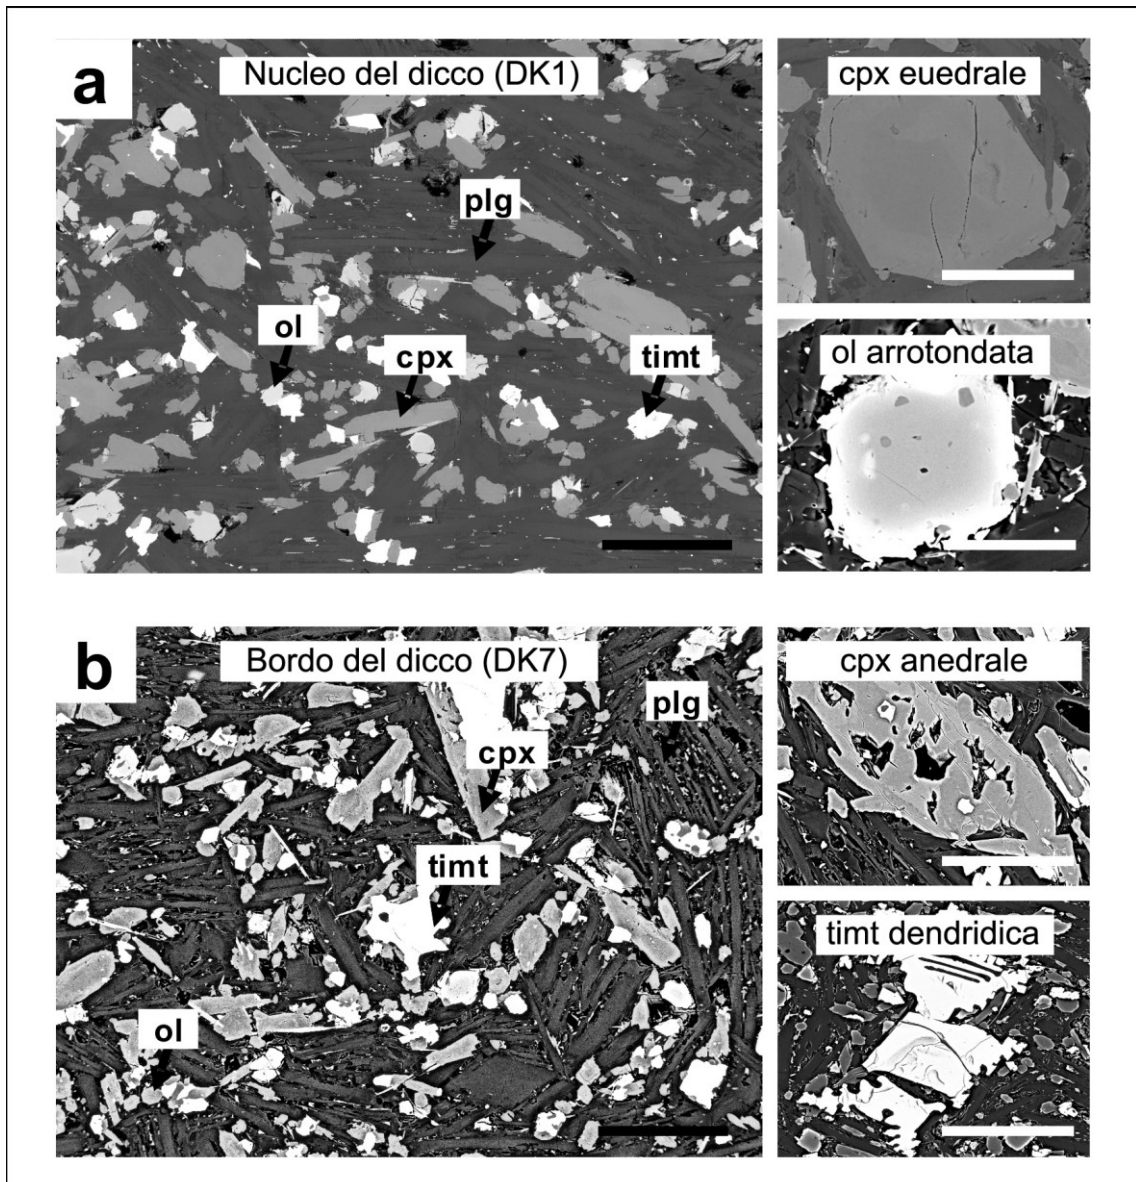 a
Nucleo del dicco (DK1)
plg
ol
cpx
timt
cpx euedrale
ol arrotondata
b
Bordo del dicco (DK7)
plg
cpx
timt
ol
cpx anedrale
timt dendridica